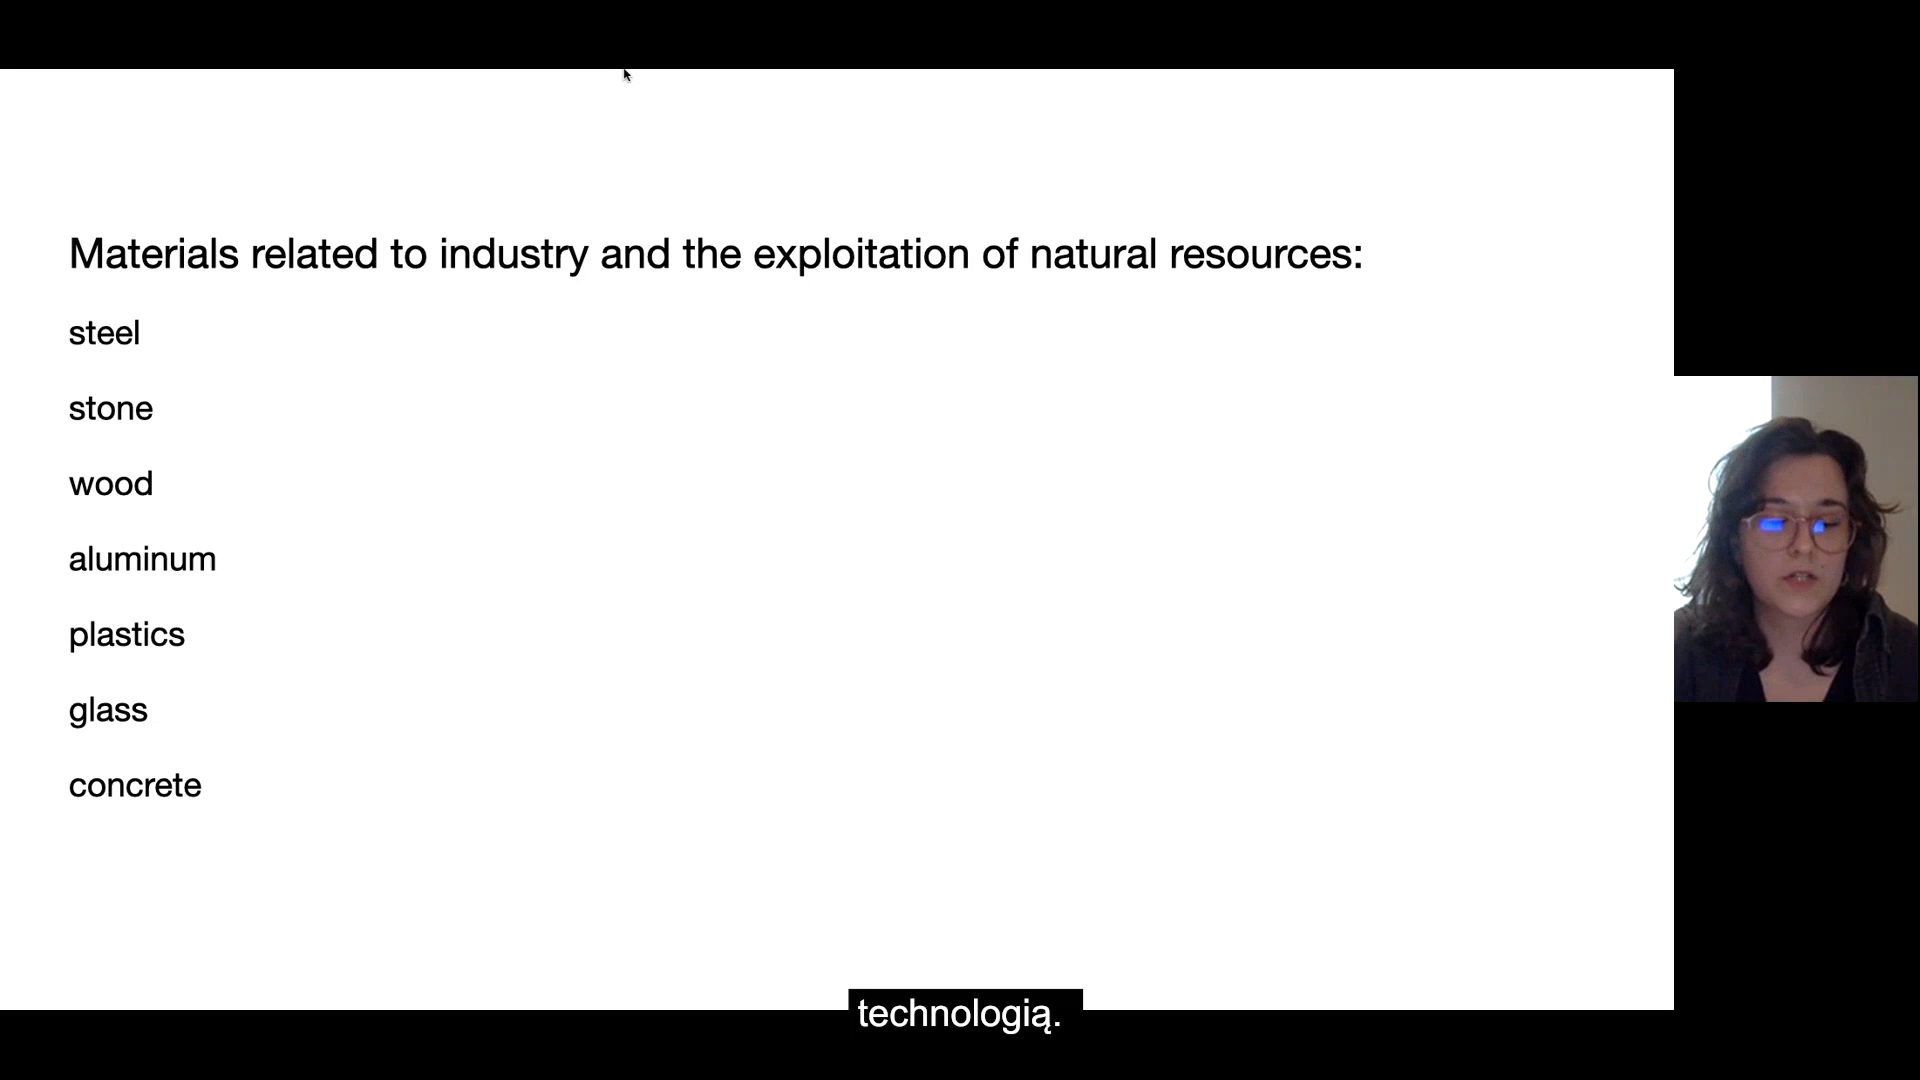 Materials related to industry and the exploitation of natural resources:
steel
stone
wood
aluminum
plastics
glass
concrete
technologią.